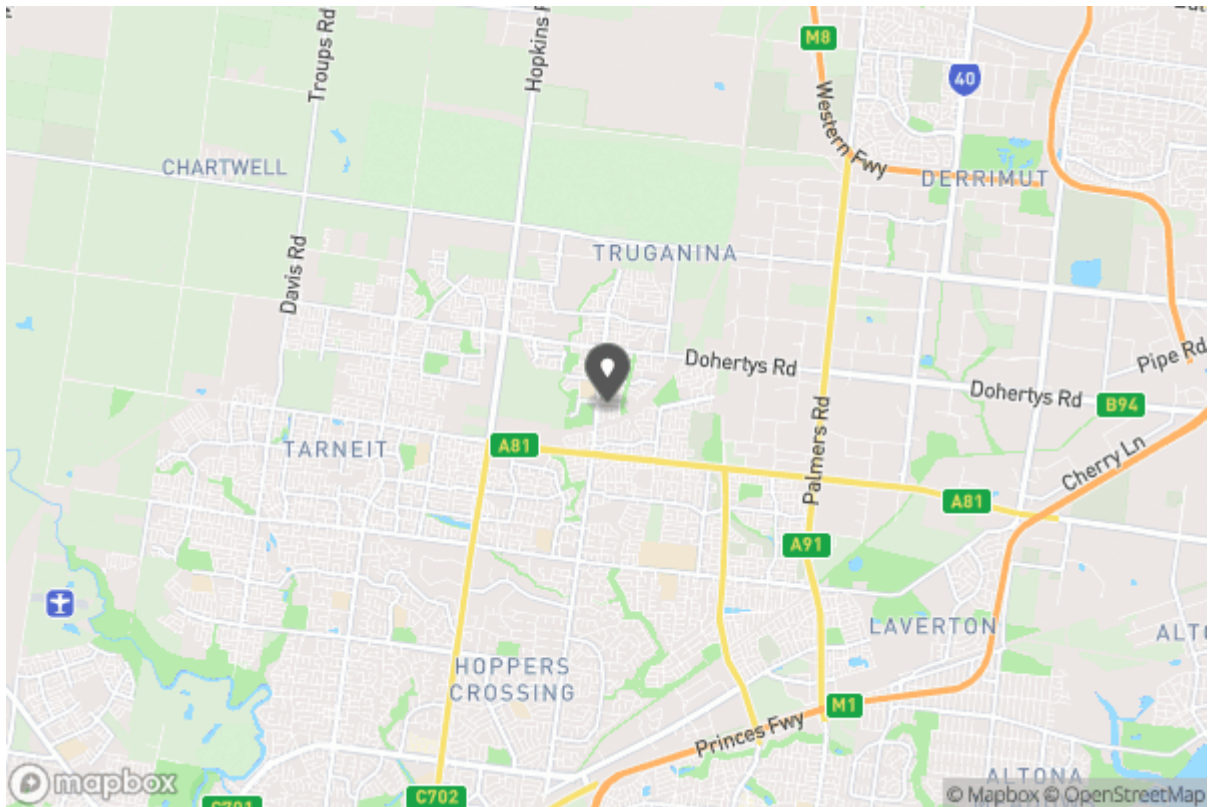 M8
Troups Rd
Hopkins
40
Western Fwy
CHARTWELL
DERRIMUT
TRUGANINA
Davis Rd
Dohertys Rd
Pipe Rd
Dohertys Rd
B94
TARNEIT
A81
Palmers Rd
Cherry Ln
A81
A91
LAVERTON
ALTO
HOPPERS
CROSSING
M1
Princes Fwy
mapbox
C702
ALTONA
© Mapbox © OpenStreetMap